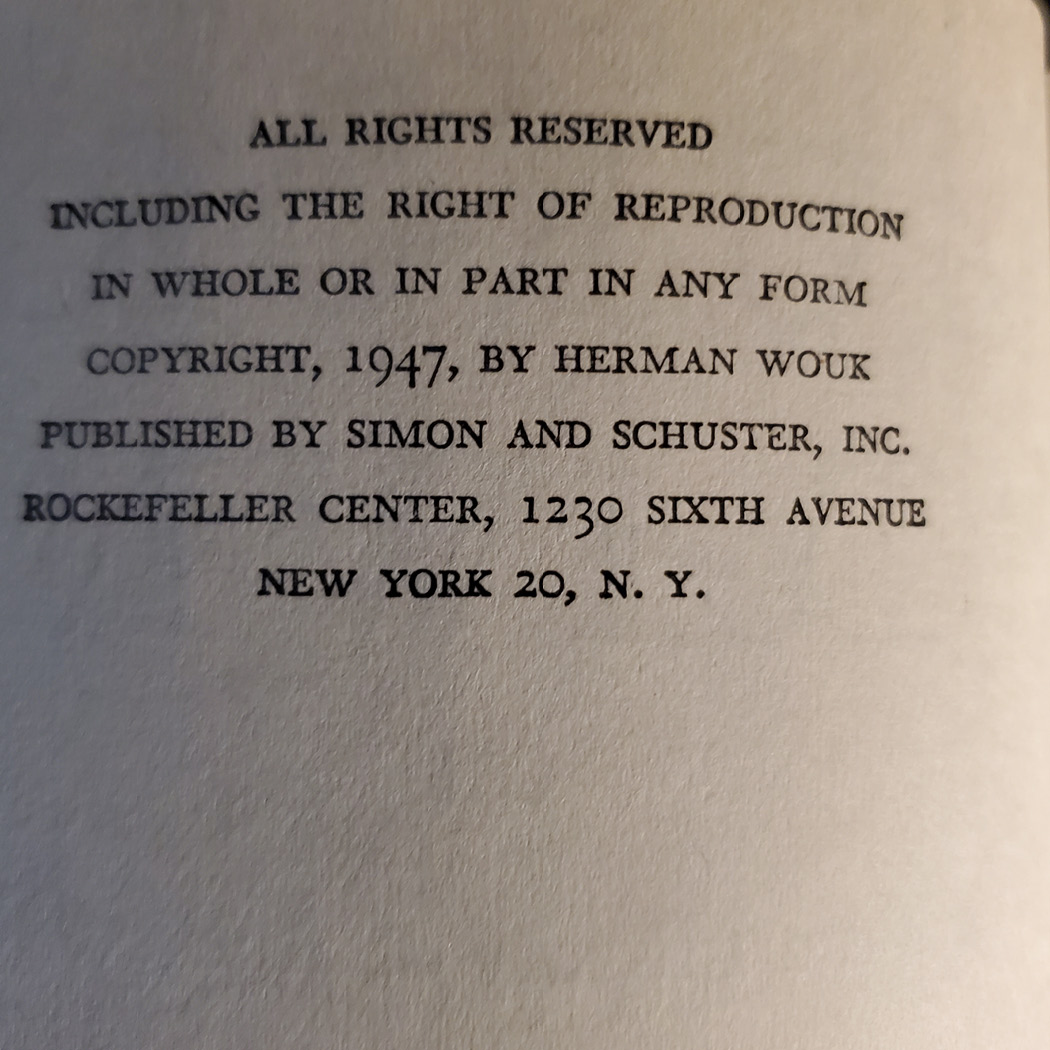 ALL RIGHTS RESERVED
INCLUDING THE RIGHT OF REPRODUCTION
IN WHOLE OR IN PART IN ANY FORM
COPYRIGHT, 1947, BY HERMAN WOUK
PUBLISHED BY SIMON AND SCHUSTER, INC.
ROCKEFELLER CENTER, 1230 SIXTH AVENUE
NEW YORK 20, N. Y.